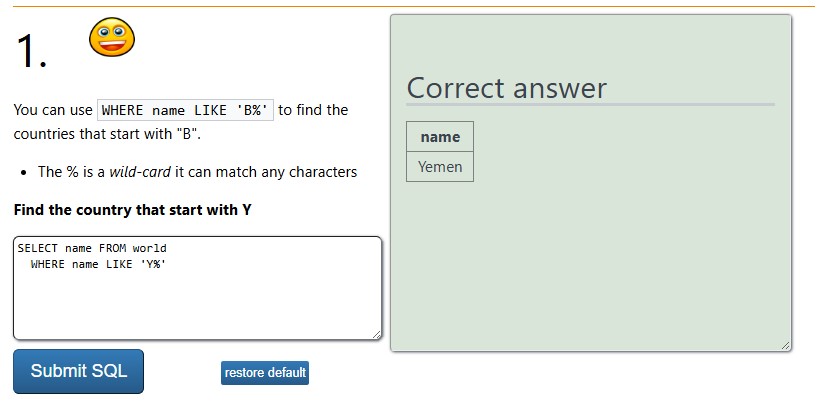 1.
You can use WHERE name LIKE 'B%' to find the
countries that start with "B".
• The % is a wild-card it can match any characters
Find the country that start with Y
SELECT name FROM world
WHERE name LIKE 'Y%'
Submit SQL
restore default
Correct answer
name
Yemen